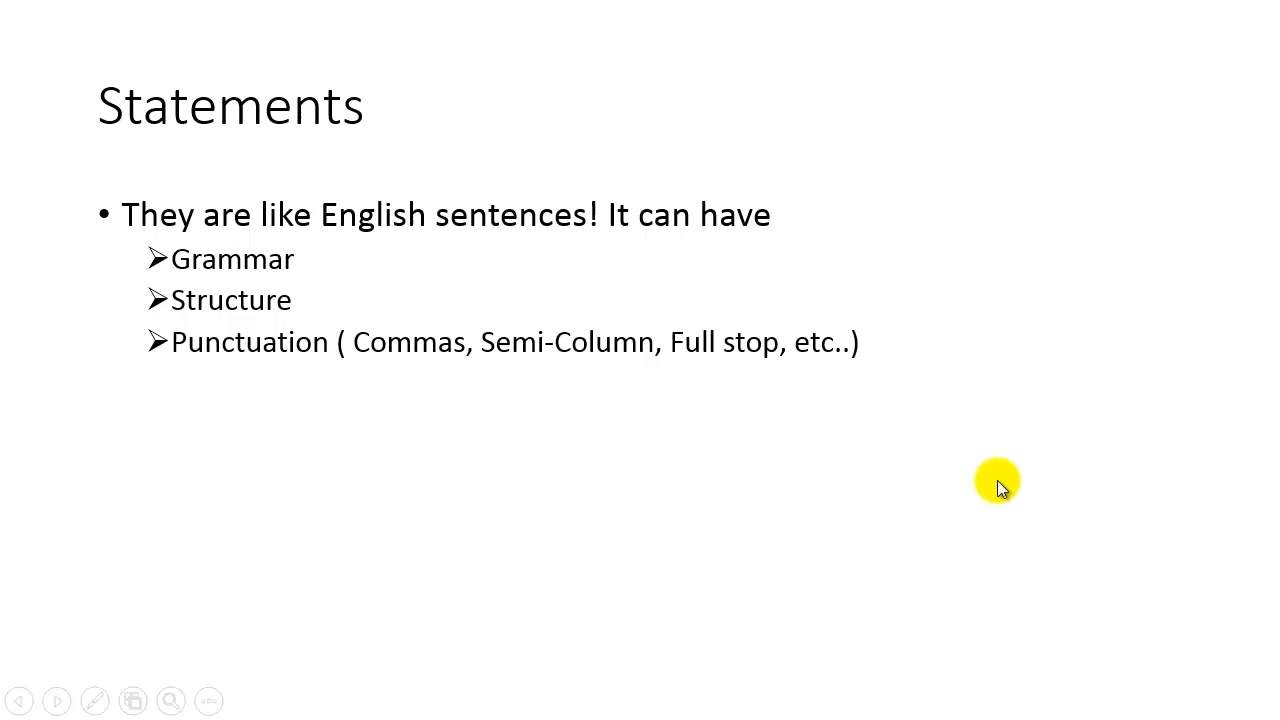 Statements
• They are like English sentences! It can have
➢Grammar
➢Structure
➢Punctuation ( Commas, Semi-Column, Full stop, etc..)